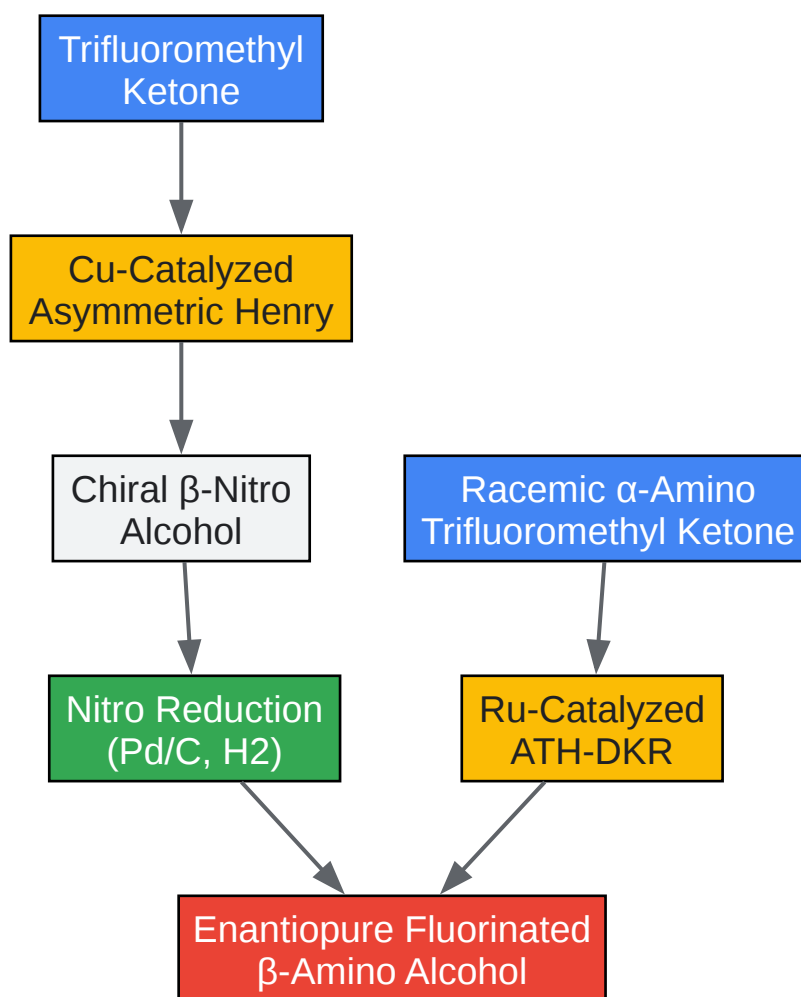 Trifluoromethyl
Ketone
Cu-Catalyzed
Asymmetric Henry
Chiral β-Nitro
Alcohol
Racemic α-Amino
Trifluoromethyl Ketone
Nitro Reduction
(Pd/C, H2)
Ru-Catalyzed
ATH-DKR
Enantiopure Fluorinated
β-Amino Alcohol